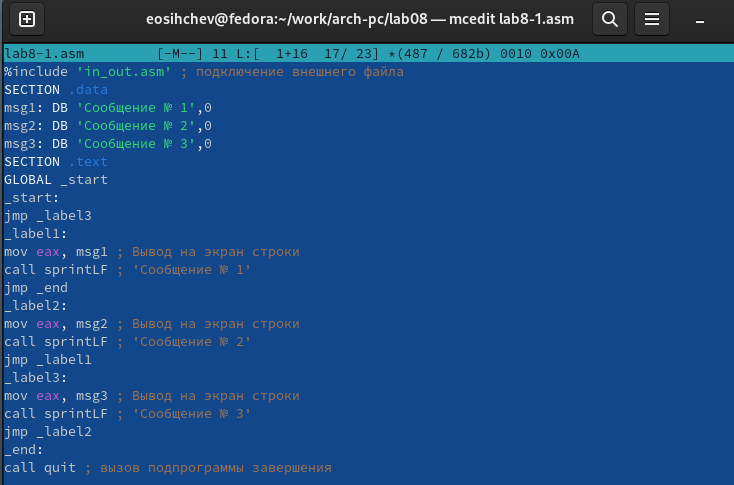 eosihchev@fedora:~/work/arch-pc/lab08 — mcedit lab8-1.asm
lab8-1.asm [-M--] 11 L:[ 1+16 17/ 23] *(487 / 682b) 0010 0x00A
%include 'in_out.asm' ; подключение внешнего файла
SECTION .data
msg1: DB 'Сообщение № 1',0
msg2: DB 'Сообщение № 2',0
msg3: DB 'Сообщение № 3',0
SECTION .text
GLOBAL _start
_start:
jmp _label3
_label1:
mov eax, msg1 ; Вывод на экран строки
call sprintLF ; 'Сообщение № 1'
jmp _end
_label2:
mov eax, msg2 ; Вывод на экран строки
call sprintLF ; 'Сообщение № 2'
jmp _label1
_label3:
mov eax, msg3 ; Вывод на экран строки
call sprintLF ; 'Сообщение № 3'
jmp _label2
_end:
call quit ; вызов подпрограммы завершения